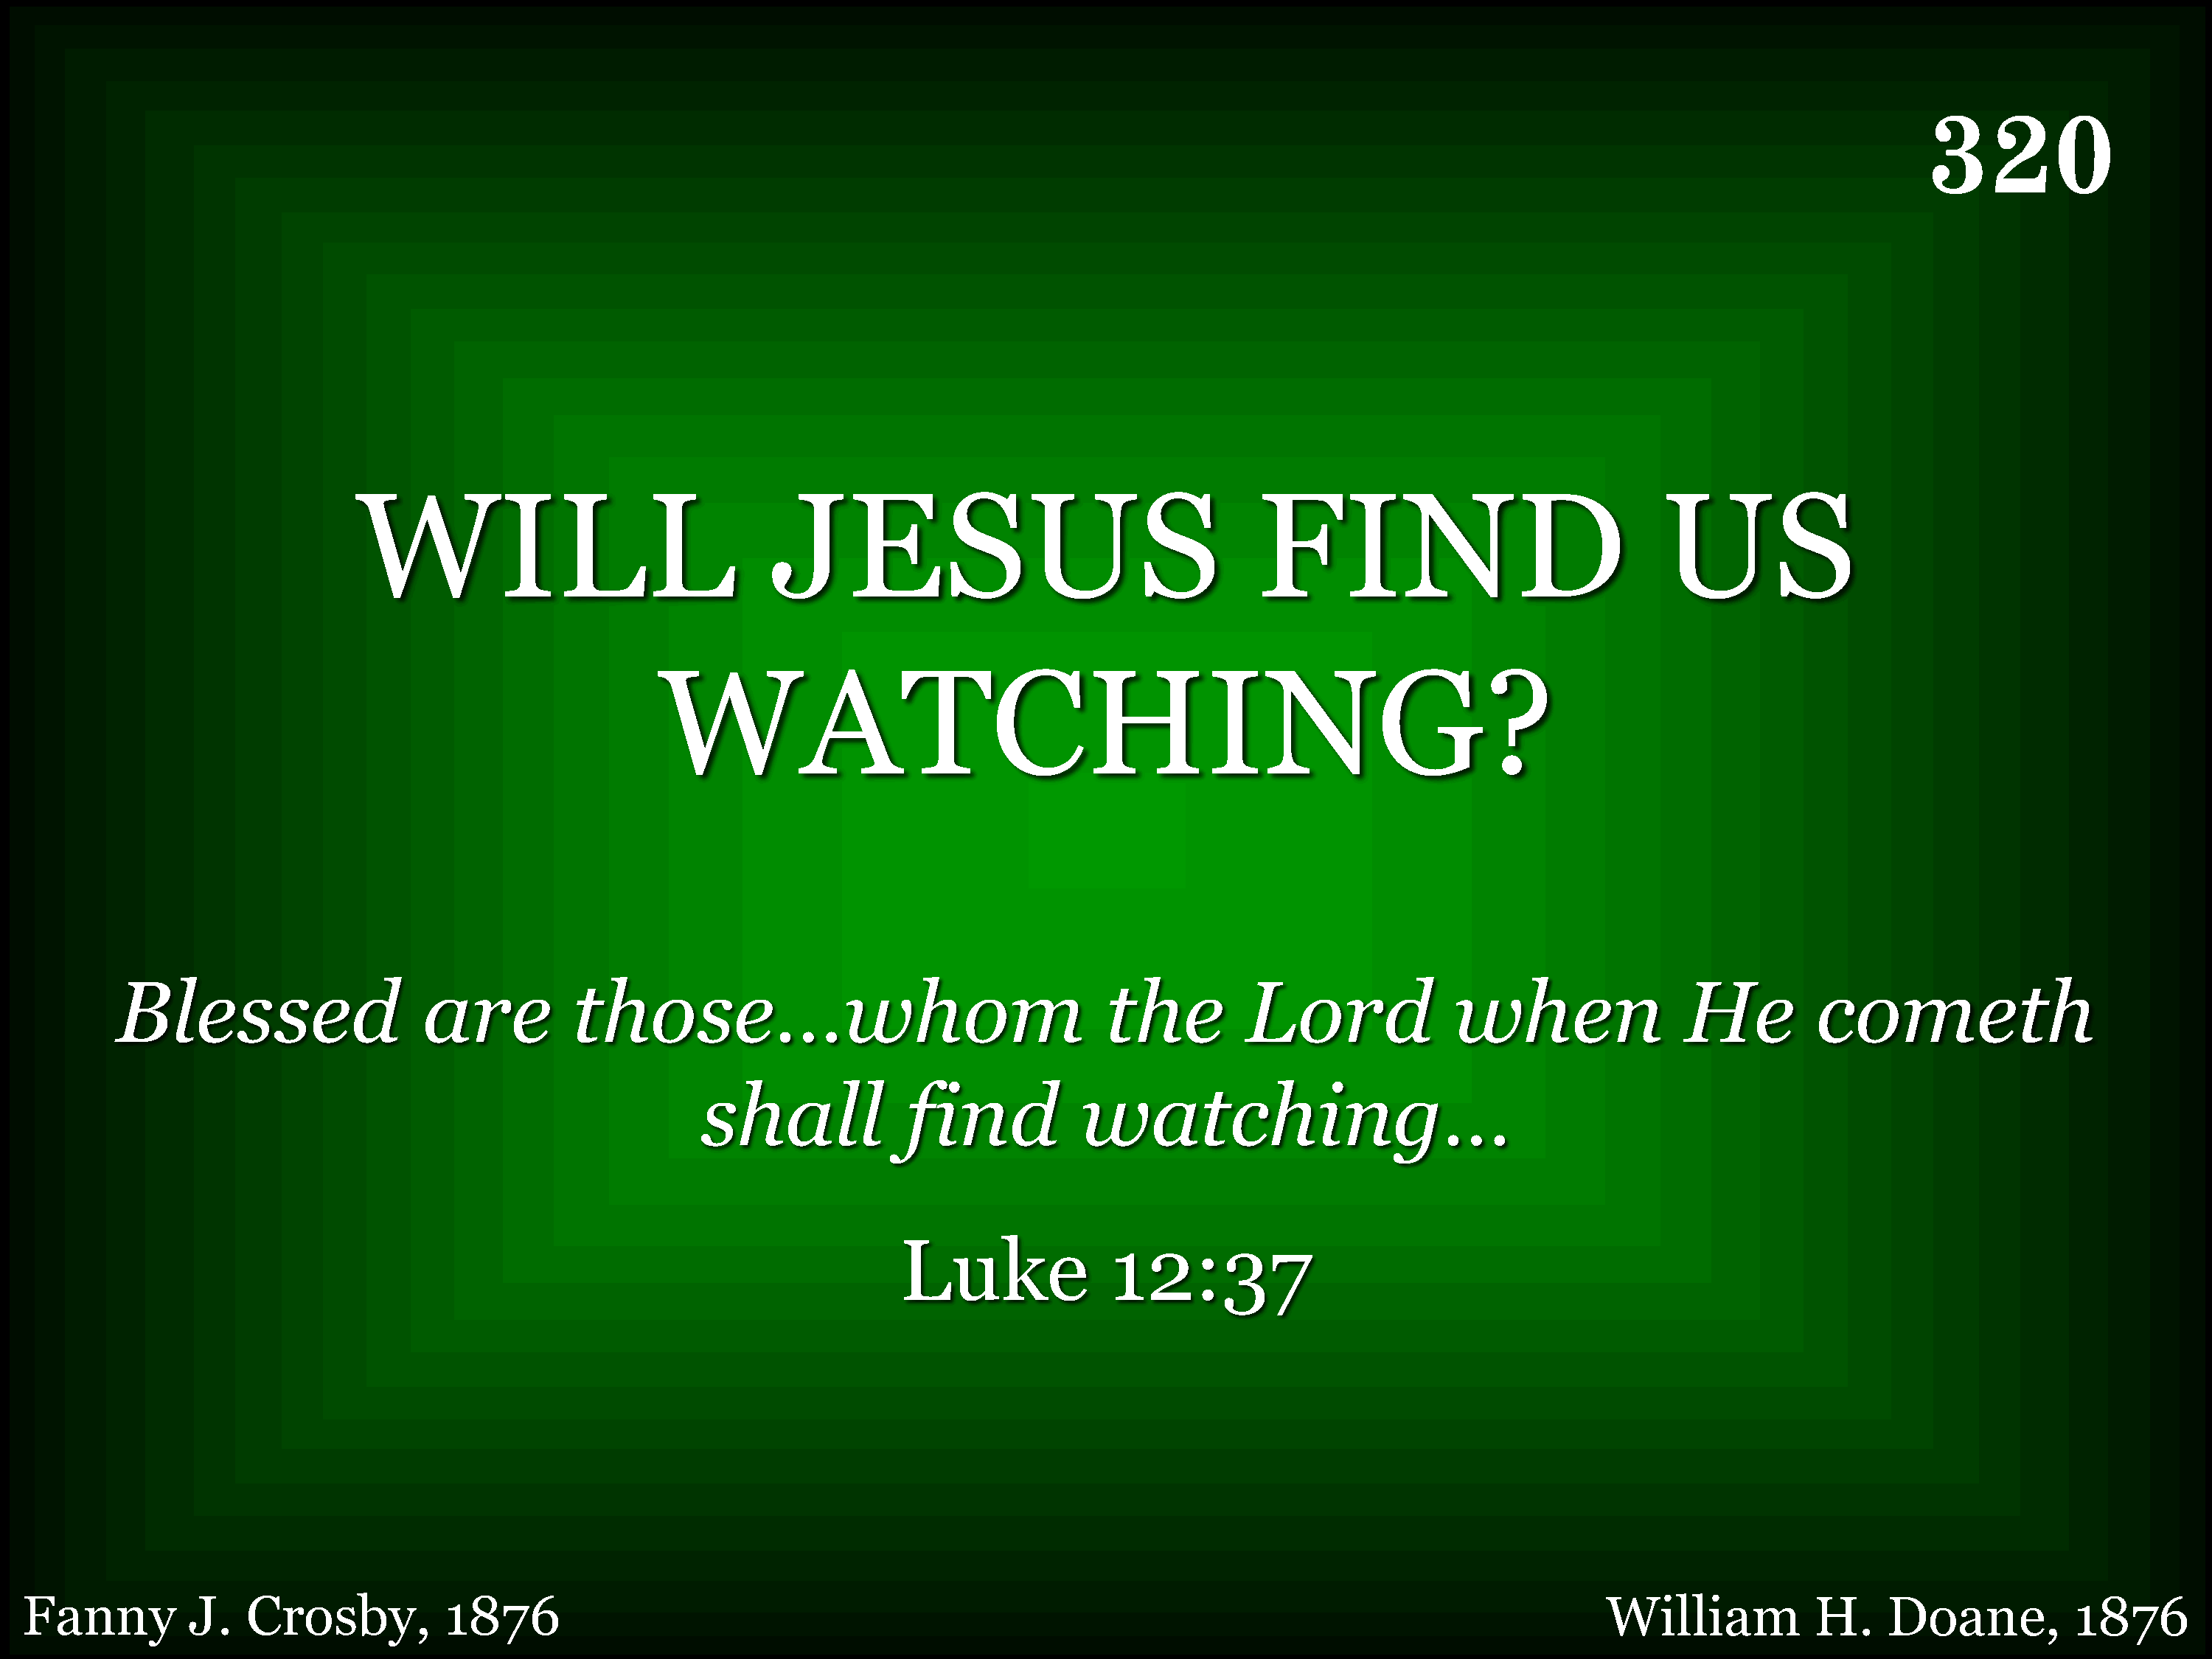 320
WILL JESUS FIND US
WATCHING?
Blessed are those...whom the Lord when He cometh
shall find watching...
Luke 12:37
Fanny J. Crosby, 1876
William H. Doane, 1876